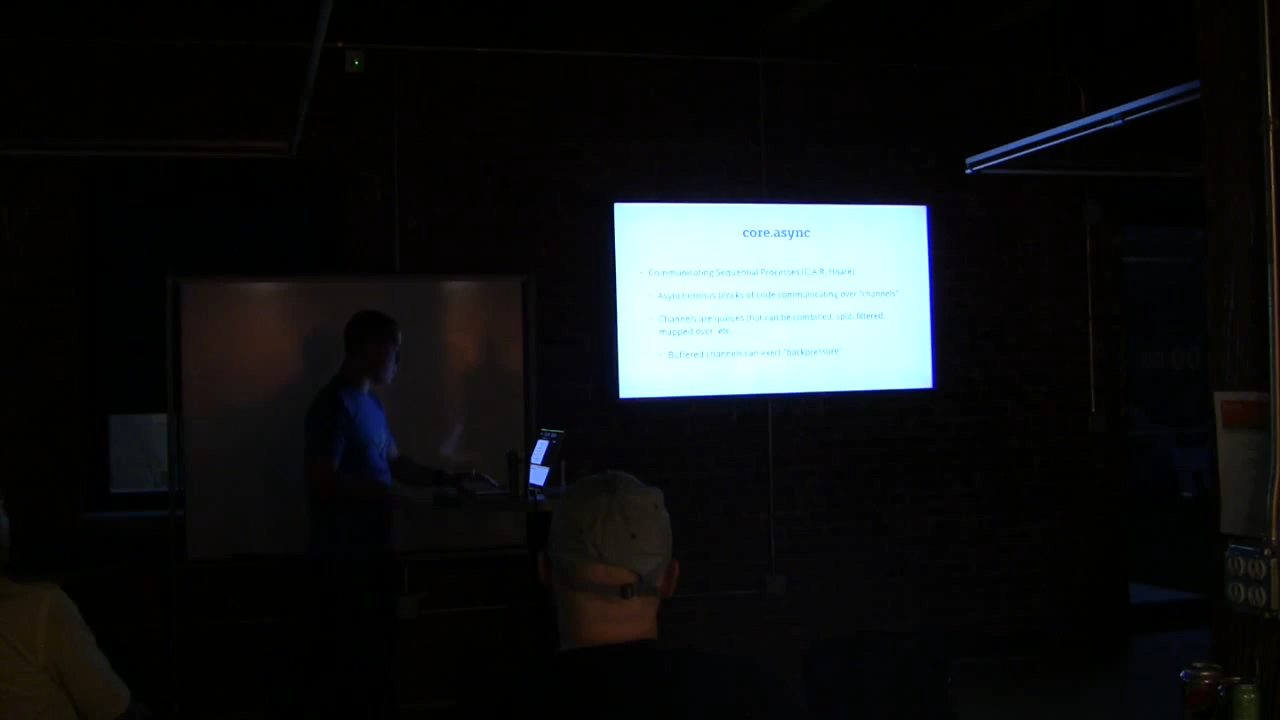 core.async
- Communicating Sequential Processes (C.A.R. Hoare)
- Asynchronous blocks of code communicating over "channels"
- Channels are queues that can be combined, split, filtered,
mapped over, etc.
- Buffered channels can exert "backpressure"